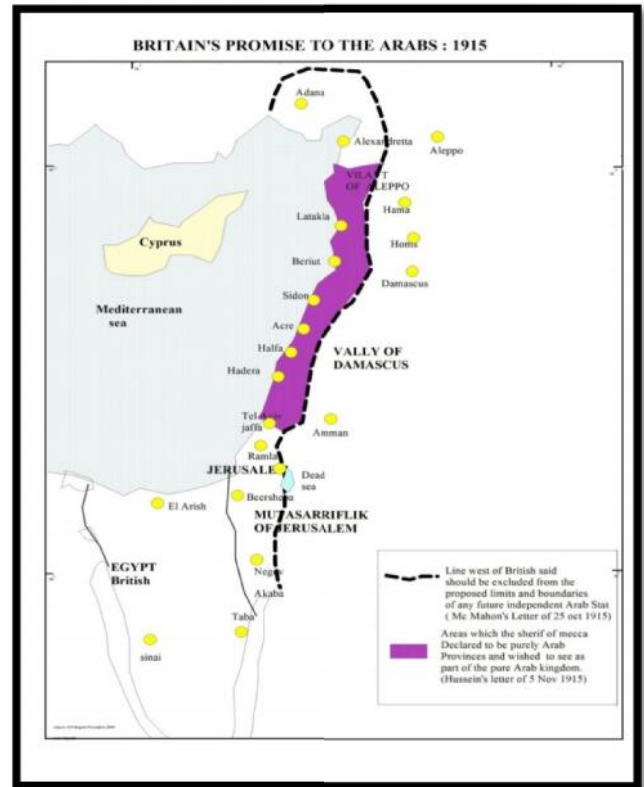 BRITAIN'S PROMISE TO THE ARABS : 1915
Adana
Alexandretta
Aleppo
OF ALEPPO
Hama
Latakla
Homs
Cyprus
Beriut
Damascus
Sidon
Mediterranean
sea
Acre
Halfa
VALLY OF
DAMASCUS
Hadera
jaffa
Amman
Ramla
Dead
sea
Beersheba
El Arish
MUTASARRIFLIK
OF JERUSALEM
EGYPT
British
Negev
Akaba
Taba
sinai
Line west of British said
should be excluded from the
proposed limits and boundaries
of any future independent Arab Stat
( Mc Mahon's Letter of 25 oct 1915)
Areas which the sherif of mecca
Declared to be purely Arab
Provinces and wished to see as
part of the pure Arab kingdom.
(Hussein's letter of 5 Nov 1915)